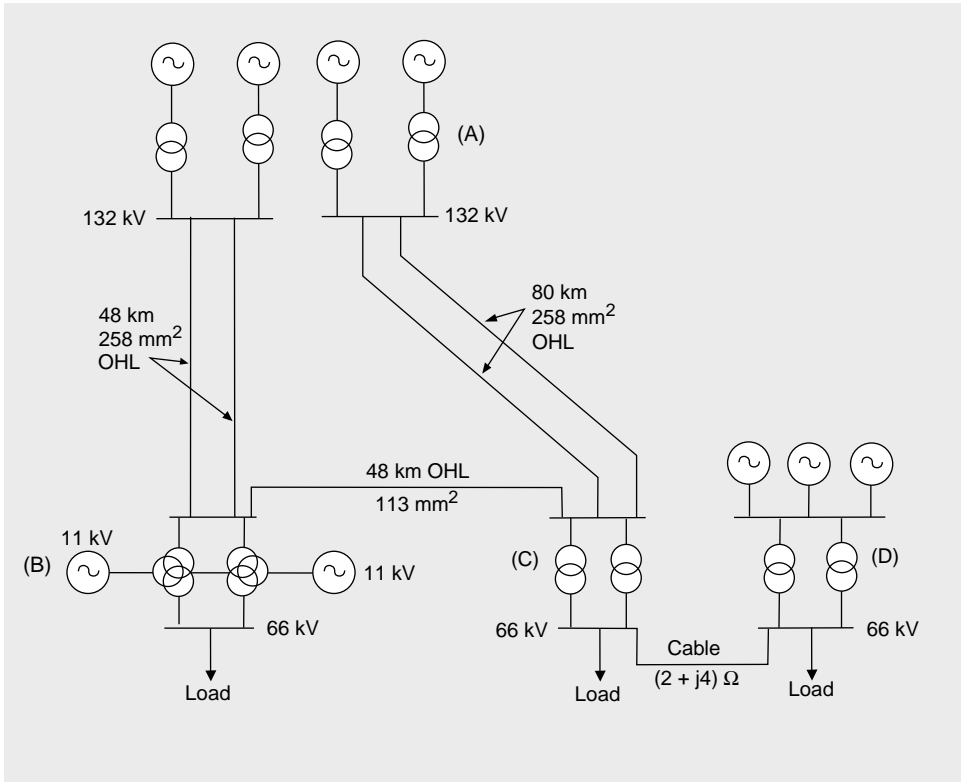 (A)
132 kV
132 kV
48 km
258 mm²
OHL
80 km
258 mm²
OHL
48 km OHL
113 mm²
11 kV
(B)
11 kV
(C)
(D)
66 kV
66 kV
66 kV
Cable
(2 + j4) Ω
Load
Load
Load